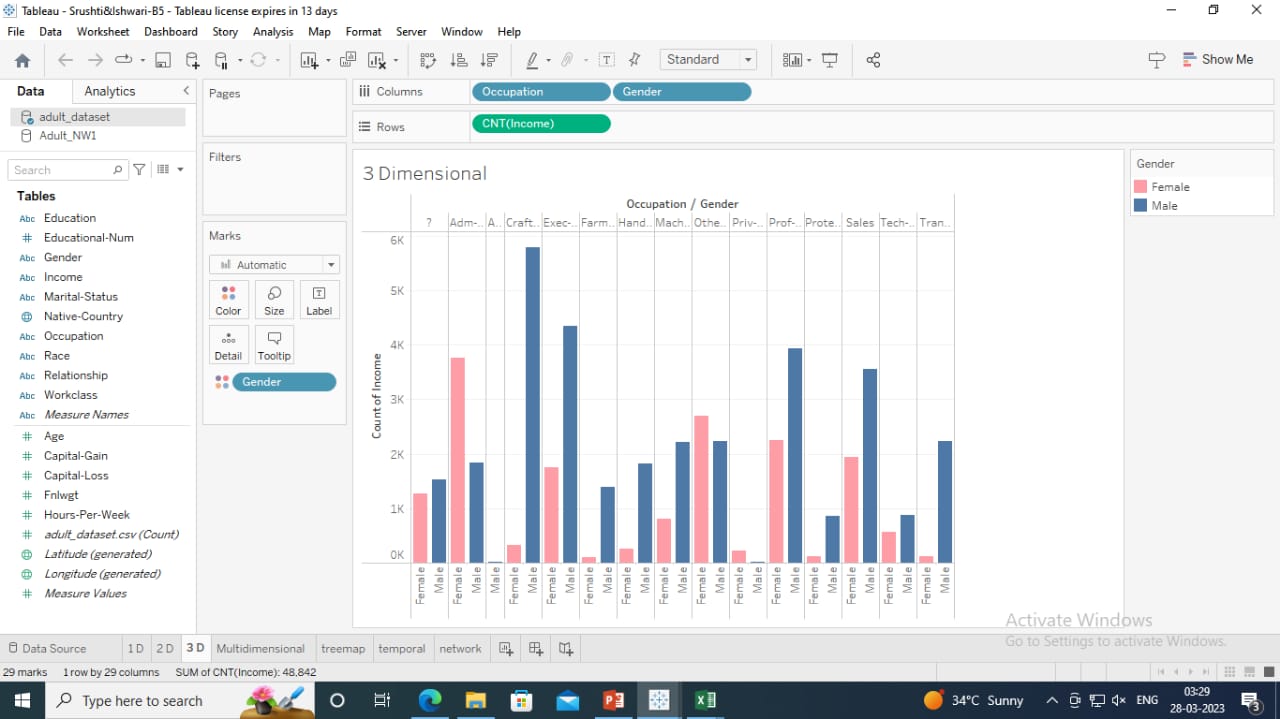 Tableau - Srushti&Ishwari-B5 - Tableau license expires in 13 days
File Data Worksheet Dashboard Story Analysis Map Format Server Window Help
Standard
Show Me
Data Analytics
adult_dataset
Adult_NW1
Search
Tables
Abc Education
# Educational-Num
Abc Gender
Abc Income
Abc Marital-Status
Native-Country
Abc Occupation
Abc Race
Abc Relationship
Abc Workclass
Abc Measure Names
# Age
# Capital-Gain
# Capital-Loss
# Fnlwgt
# Hours-Per-Week
# adult_dataset.csv (Count)
Latitude (generated)
Longitude (generated)
# Measure Values
Pages
Filters
Marks
Automatic
Color Size Label
Detail Tooltip
Gender
Columns Occupation Gender
Rows CNT(Income)
3 Dimensional
Occupation / Gender
? Adm-.. A.. Craft.. Exec-.. Farm.. Hand.. Mach.. Othe.. Priv-.. Prof-.. Prote.. Sales Tech-.. Tran..
6K
5K
4K
3K
2K
1K
0K
Count of Income
Female Male Female Male Male Female Male Female Male Female Male Female Male Female Male Female Male Female Male Female Male Female Male Female Male Female Male Female Male
Gender
Female
Male
Activate Windows
Go to Settings to activate Windows.
Data Source 1 D 2 D 3 D Multidimensional treemap temporal network
29 marks 1 row by 29 columns SUM of CNT(Income): 48,842
Type here to search
34°C Sunny
ENG
03:29
28-03-2023
3